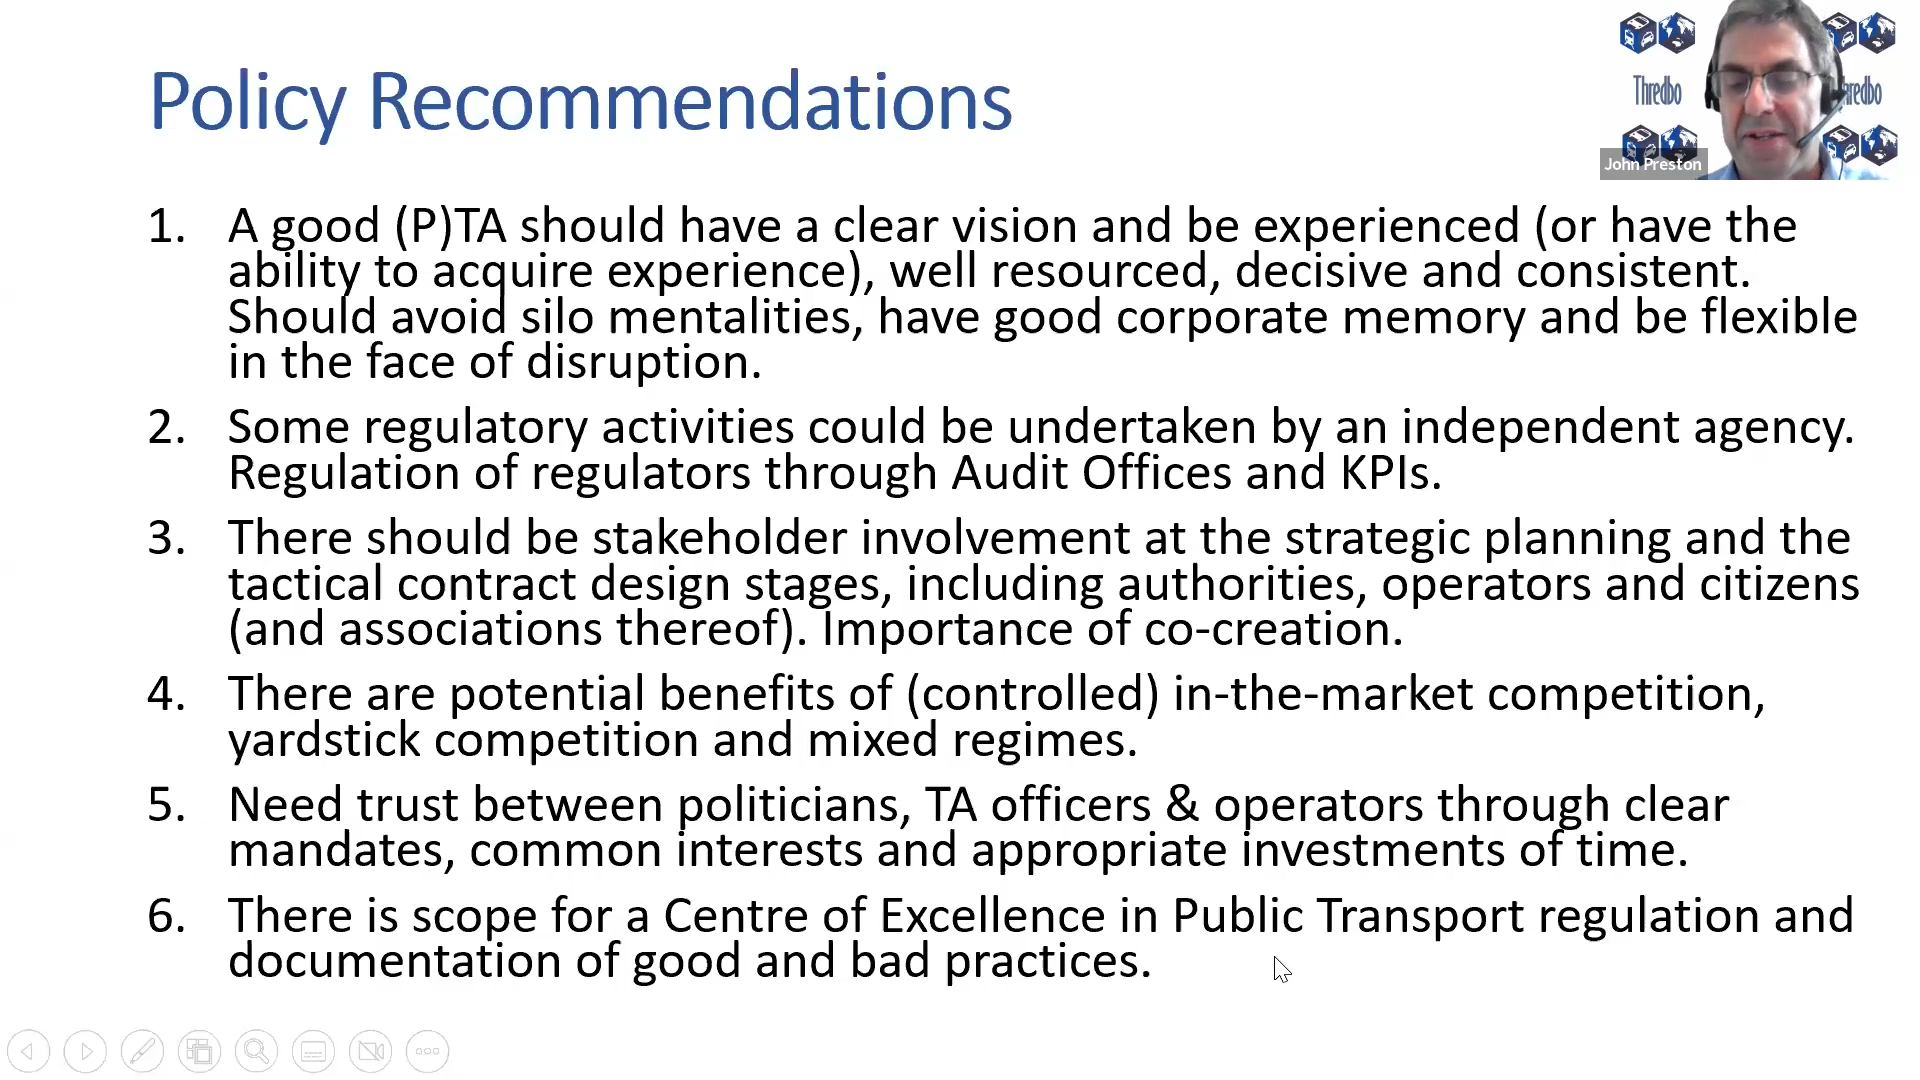 Policy Recommendations
Thredbo
hredbo
John Preston
1. A good (P)TA should have a clear vision and be experienced (or have the
ability to acquire experience), well resourced, decisive and consistent.
Should avoid silo mentalities, have good corporate memory and be flexible
in the face of disruption.
2. Some regulatory activities could be undertaken by an independent agency.
Regulation of regulators through Audit Offices and KPIs.
3. There should be stakeholder involvement at the strategic planning and the
tactical contract design stages, including authorities, operators and citizens
(and associations thereof). Importance of co-creation.
4. There are potential benefits of (controlled) in-the-market competition,
yardstick competition and mixed regimes.
5. Need trust between politicians, TA officers & operators through clear
mandates, common interests and appropriate investments of time.
6. There is scope for a Centre of Excellence in Public Transport regulation and
documentation of good and bad practices.